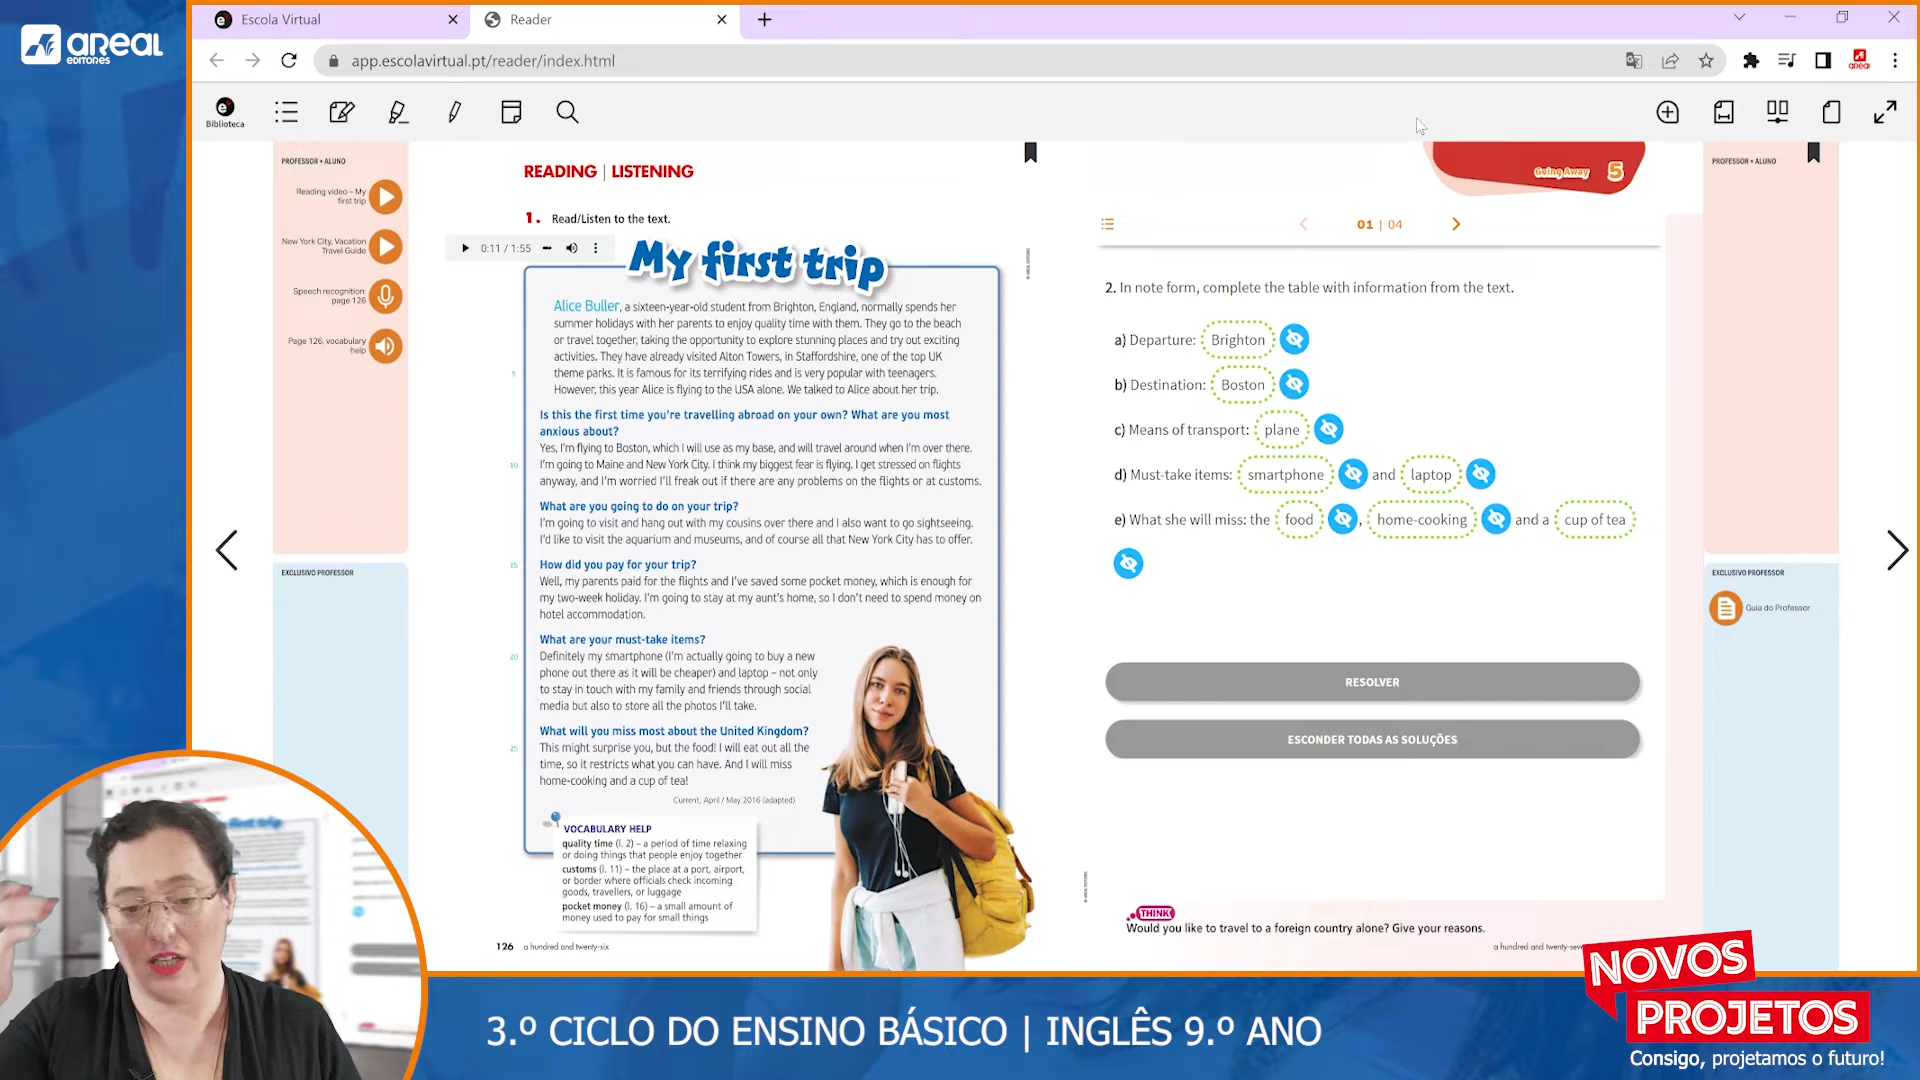 AREAL
EDITORES
Escola Virtual
Reader
app.escolavirtual.pt/reader/index.html
Biblioteca
PROFESSOR + ALUNO
Reading video – My
first trip
New York City, Vacation
Travel Guide
Speech recognition:
page 126
Page 126, vocabulary
help
EXCLUSIVO PROFESSOR
READING | LISTENING
1. Read/Listen to the text.
0:11 / 1:55
My first trip
Alice Buller, a sixteen-year-old student from Brighton, England, normally spends her
summer holidays with her parents to enjoy quality time with them. They go to the beach
or travel together, taking the opportunity to explore stunning places and try out exciting
activities. They have already visited Alton Towers, in Staffordshire, one of the top UK
5
theme parks. It is famous for its terrifying rides and is very popular with teenagers.
However, this year Alice is flying to the USA alone. We talked to Alice about her trip.
Is this the first time you're travelling abroad on your own? What are you most
anxious about?
Yes, I'm flying to Boston, which I will use as my base, and will travel around when I'm over there.
10
I'm going to Maine and New York City. I think my biggest fear is flying. I get stressed on flights
anyway, and I'm worried I'll freak out if there are any problems on the flights or at customs.
What are you going to do on your trip?
I'm going to visit and hang out with my cousins over there and I also want to go sightseeing.
I'd like to visit the aquarium and museums, and of course all that New York City has to offer.
15
How did you pay for your trip?
Well, my parents paid for the flights and I've saved some pocket money, which is enough for
my two-week holiday. I'm going to stay at my aunt's home, so I don't need to spend money on
hotel accommodation.
What are your must-take items?
20
Definitely my smartphone (I'm actually going to buy a new
phone out there as it will be cheaper) and laptop – not only
to stay in touch with my family and friends through social
media but also to store all the photos I'll take.
What will you miss most about the United Kingdom?
25
This might surprise you, but the food! I will eat out all the
time, so it restricts what you can have. And I will miss
home-cooking and a cup of tea!
Current, April / May 2016 (adapted)
VOCABULARY HELP
quality time (l. 2) – a period of time relaxing
or doing things that people enjoy together
customs (l. 11) – the place at a port, airport,
or border where officials check incoming
goods, travellers, or luggage
pocket money (l. 16) – a small amount of
money used to pay for small things
126 a hundred and twenty-six
Going Away 5
01 | 04
2. In note form, complete the table with information from the text.
a) Departure: Brighton
b) Destination: Boston
c) Means of transport: plane
d) Must-take items: smartphone and laptop
e) What she will miss: the food , home-cooking and a cup of tea
RESOLVER
ESCONDER TODAS AS SOLUÇÕES
THINK
Would you like to travel to a foreign country alone? Give your reasons.
a hundred and
PROFESSOR + ALUNO
EXCLUSIVO PROFESSOR
Guia do Professor
3.º CICLO DO ENSINO BÁSICO | INGLÊS 9.º ANO
NOVOS
PROJETOS
Consigo, projetamos o futuro!